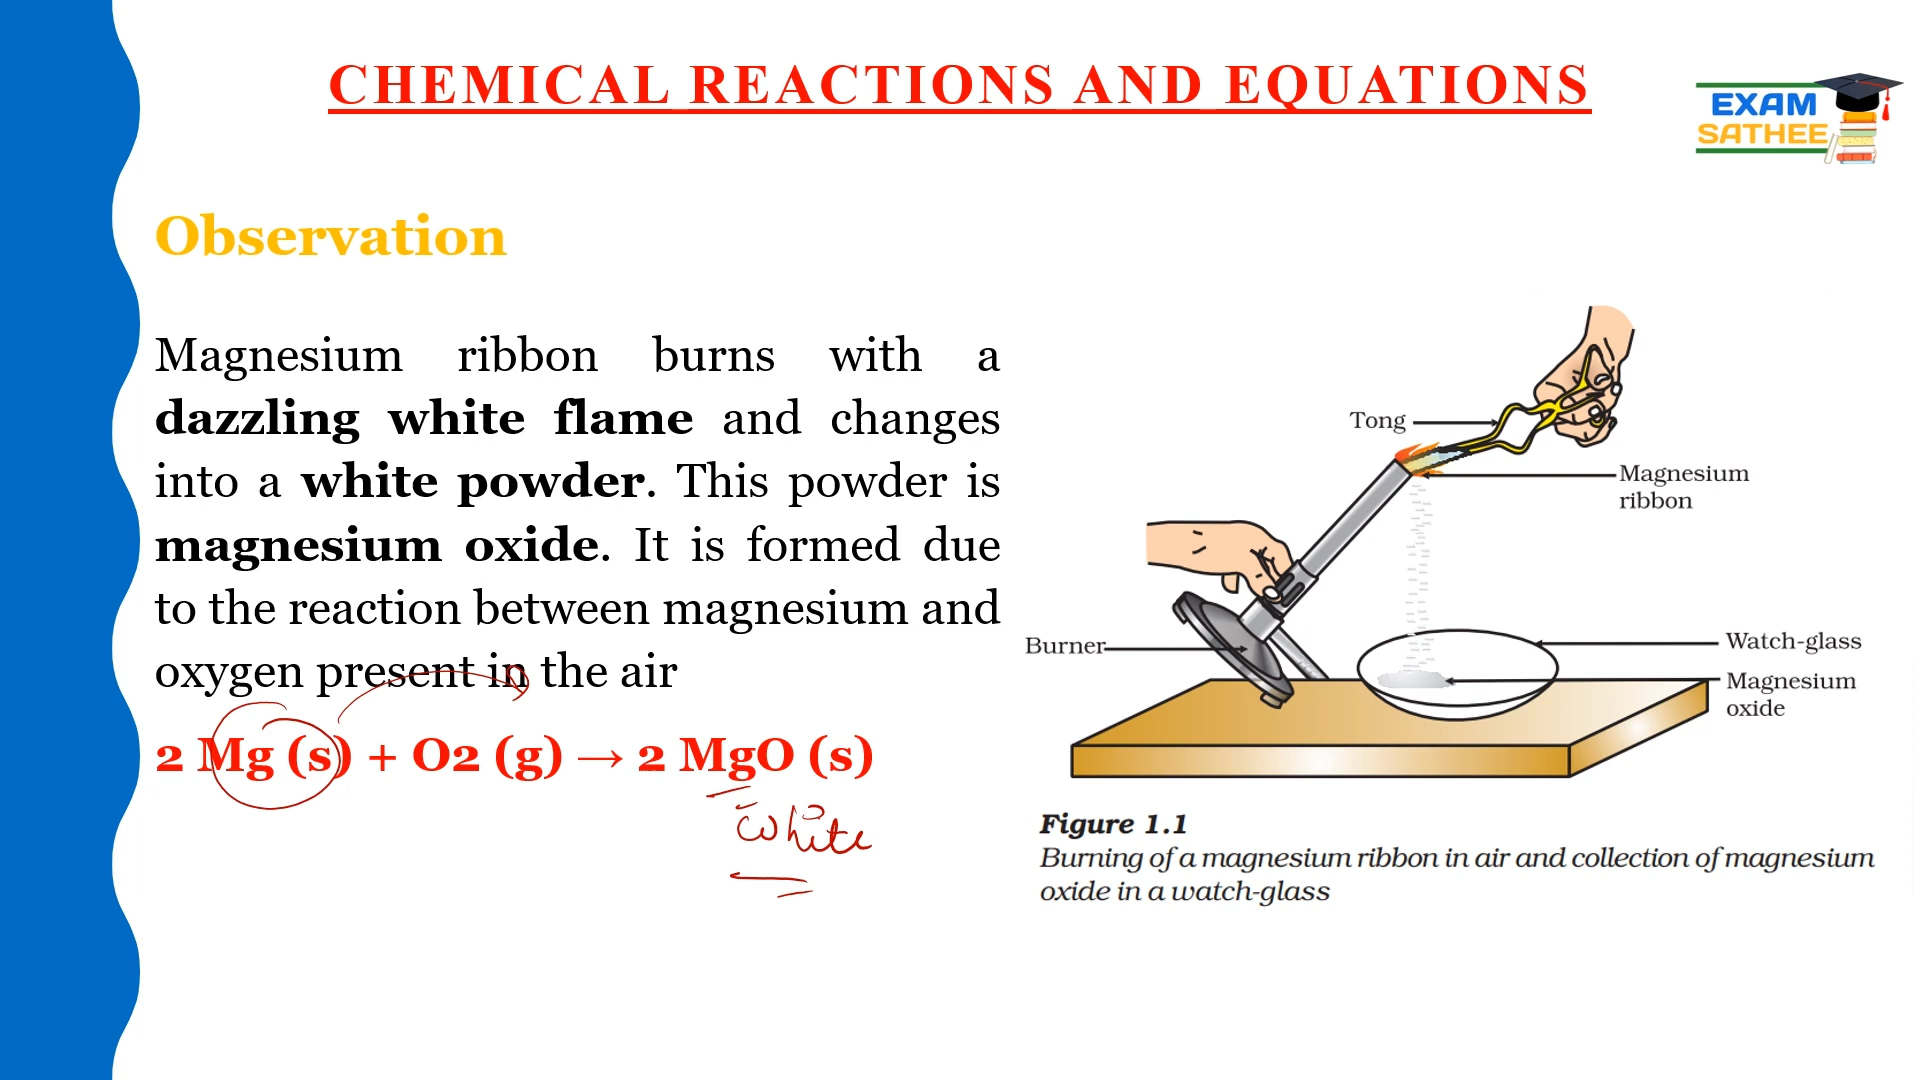 CHEMICAL REACTIONS AND EQUATIONS
EXAM
SATHEE
Observation
Magnesium ribbon burns with a
dazzling white flame and changes
into a white powder. This powder is
magnesium oxide. It is formed due
to the reaction between magnesium and
oxygen present in the air
2 Mg (s) + O2 (g) → 2 MgO (s)
white
Tong
Magnesium
ribbon
Burner
Watch-glass
Magnesium
oxide
Figure 1.1
Burning of a magnesium ribbon in air and collection of magnesium
oxide in a watch-glass